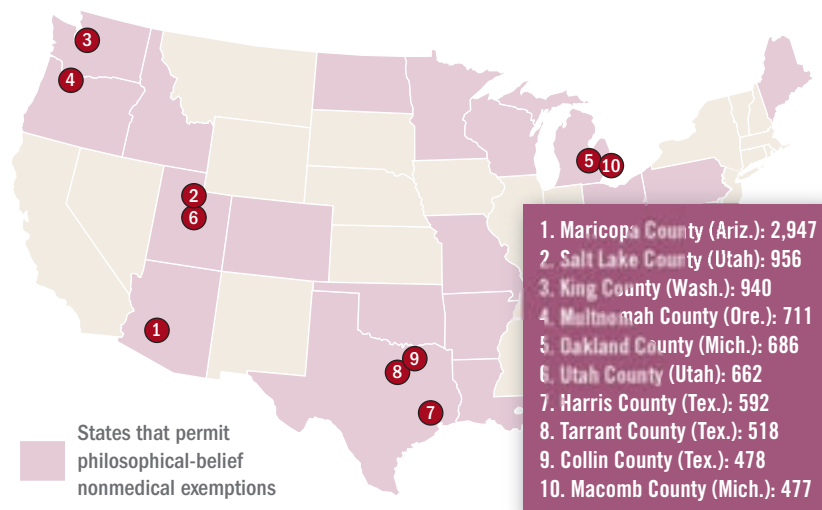 3
4
5
10
2
6
1
9
8
7
1. Maricopa County (Ariz.): 2,947
2. Salt Lake County (Utah): 956
3. King County (Wash.): 940
4. Multnomah County (Ore.): 711
5. Oakland County (Mich.): 686
6. Utah County (Utah): 662
7. Harris County (Tex.): 592
8. Tarrant County (Tex.): 518
9. Collin County (Tex.): 478
10. Macomb County (Mich.): 477
States that permit
philosophical-belief
nonmedical exemptions